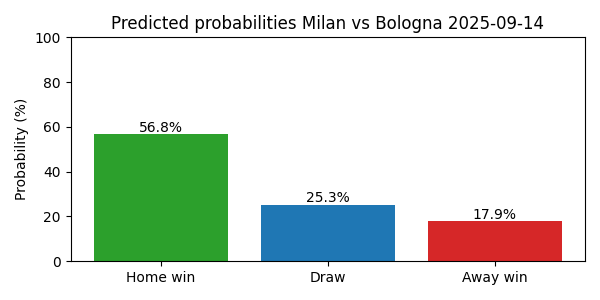 Predicted probabilities Milan vs Bologna 2025-09-14
Probability (%)
100
80
60
40
20
0
56.8%
25.3%
17.9%
Home win
Draw
Away win